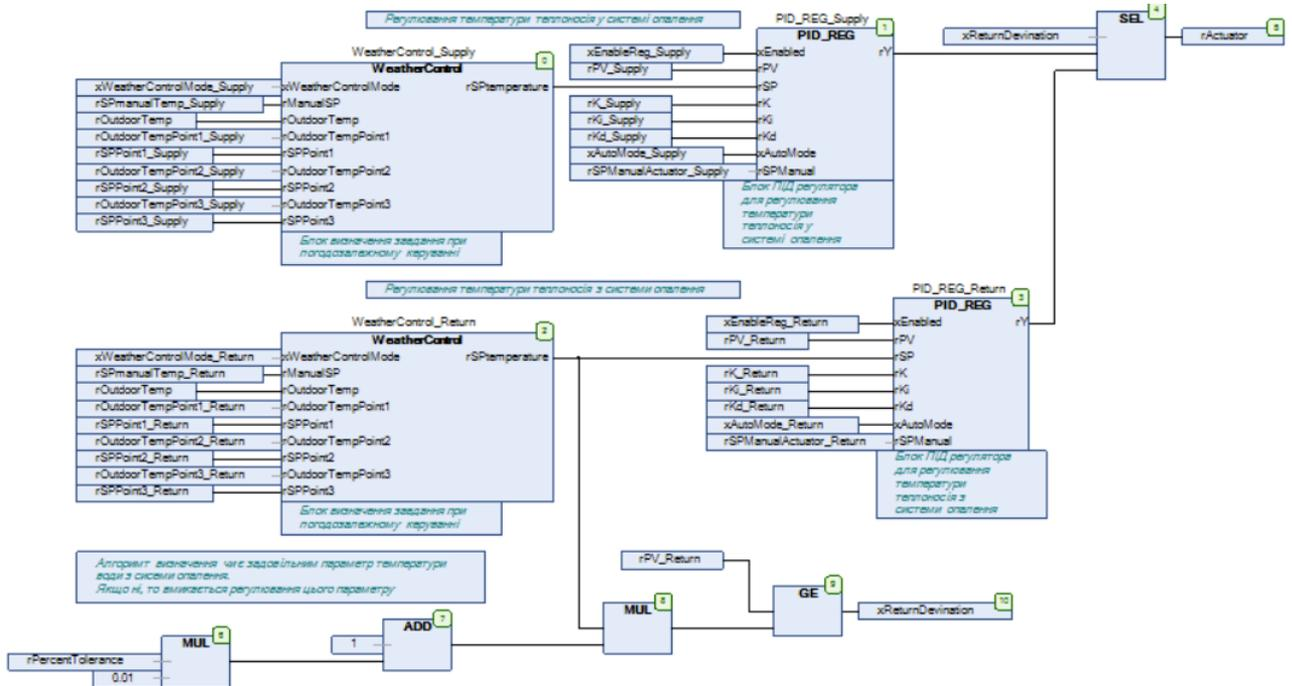 Регулювання температури теплоносія у системі опалення
WeatherControl_Supply
0
WeatherControl
xWeatherControlMode_Supply
xWeatherControlMode
rSPtemperature
rSPmanualTemp_Supply
rManualSP
rOutdoorTemp
rOutdoorTemp
rOutdoorTempPoint1_Supply
rOutdoorTempPoint1
rSPPoint1_Supply
rSPPoint1
rOutdoorTempPoint2_Supply
rOutdoorTempPoint2
rSPPoint2_Supply
rSPPoint2
rOutdoorTempPoint3_Supply
rOutdoorTempPoint3
rSPPoint3_Supply
rSPPoint3
Блок визначення завдання при
погодозалежному керуванні
PID_REG_Supply
1
PID_REG
xEnableReg_Supply
xEnabled
rY
rPV_Supply
rPV
rSP
rK_Supply
rK
rKi_Supply
rKi
rKd_Supply
rKd
xAutoMode_Supply
xAutoMode
rSPManualActuator_Supply
rSPManual
Блок ПІД регулятора
для регулювання
температури
теплоносія у
системі опалення
4
SEL
xReturnDevination
rActuator
5
Регулювання температури теплоносія з системи опалення
WeatherControl_Return
2
WeatherControl
xWeatherControlMode_Return
xWeatherControlMode
rSPtemperature
rSPmanualTemp_Return
rManualSP
rOutdoorTemp
rOutdoorTemp
rOutdoorTempPoint1_Return
rOutdoorTempPoint1
rSPPoint1_Return
rSPPoint1
rOutdoorTempPoint2_Return
rOutdoorTempPoint2
rSPPoint2_Return
rSPPoint2
rOutdoorTempPoint3_Return
rOutdoorTempPoint3
rSPPoint3_Return
rSPPoint3
Блок визначення завдання при
погодозалежному керуванні
PID_REG_Return
3
PID_REG
xEnableReg_Return
xEnabled
rY
rPV_Return
rPV
rSP
rK_Return
rK
rKi_Return
rKi
rKd_Return
rKd
xAutoMode_Return
xAutoMode
rSPManualActuator_Return
rSPManual
Блок ПІД регулятора
для регулювання
температури
теплоносія з
системи опалення
Алгоримт визначення чи є задовільним параметр температури
води з сисеми опалення.
Якщо ні, то вмикається регулювання цього параметру
rPercentTolerance
0.01
MUL
6
1
ADD
7
MUL
8
rPV_Return
GE
9
xReturnDevination
10